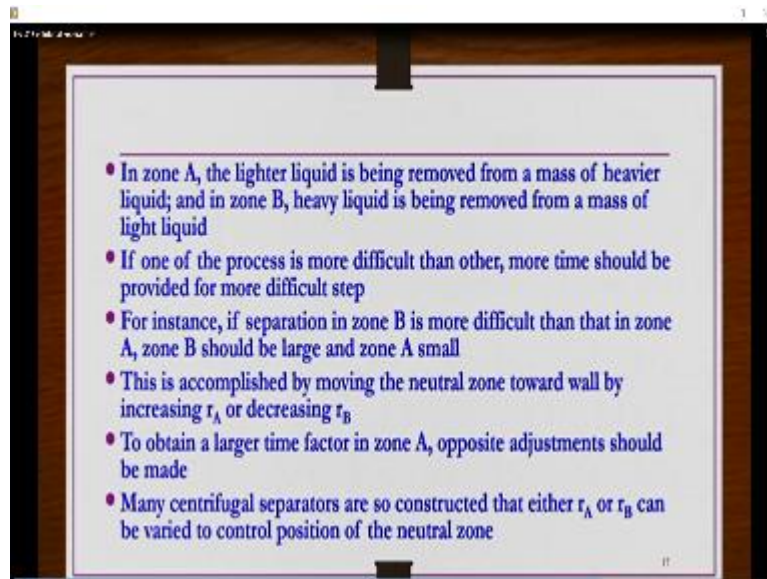 • In zone A, the lighter liquid is being removed from a mass of heavier
liquid; and in zone B, heavy liquid is being removed from a mass of
light liquid
• If one of the process is more difficult than other, more time should be
provided for more difficult step
• For instance, if separation in zone B is more difficult than that in zone
A, zone B should be large and zone A small
• This is accomplished by moving the neutral zone toward wall by
increasing r_A or decreasing r_B
• To obtain a larger time factor in zone A, opposite adjustments should
be made
• Many centrifugal separators are so constructed that either r_A or r_B can
be varied to control position of the neutral zone